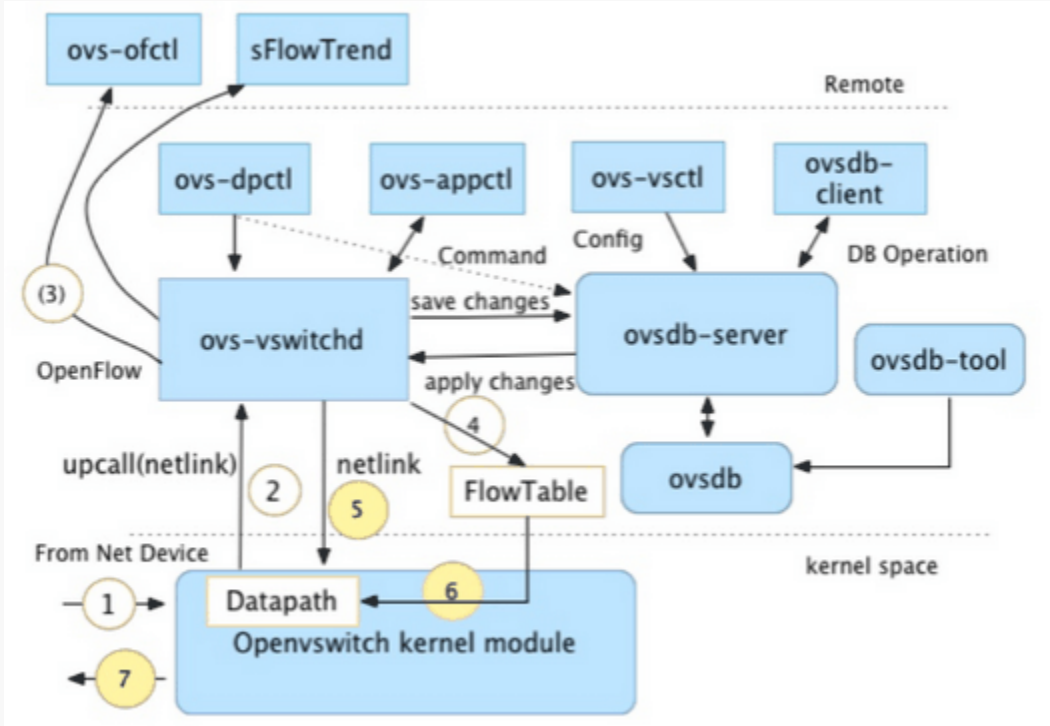 ovs-ofctl
sFlowTrend
Remote
ovs-dpctl
ovs-appctl
ovs-vsctl
ovsdb-
client
Command
Config
DB Operation
(3)
save changes
ovs-vswitchd
ovsdb-server
ovsdb-tool
OpenFlow
apply changes
4
upcall(netlink)
2
netlink
5
FlowTable
ovsdb
From Net Device
kernel space
1
Datapath
6
Openvswitch kernel module
7